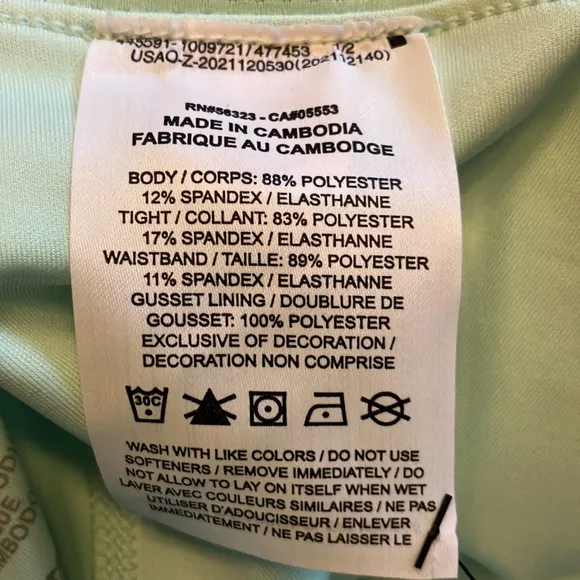 1009721/477453 1/2
USAQ-Z-2021120530(2021
RN#56323 - CA#05553
MADE IN CAMBODIA
FABRIQUE AU CAMBODGE
BODY / CORPS: 88% POLYESTER
12% SPANDEX / ELASTHANNE
TIGHT / COLLANT: 83% POLYESTER
17% SPANDEX / ELASTHANNE
WAISTBAND / TAILLE: 89% POLYESTER
11% SPANDEX / ELASTHANNE
GUSSET LINING / DOUBLURE DE
GOUSSET: 100% POLYESTER
EXCLUSIVE OF DECORATION /
DECORATION NON COMPRISE
30C
WASH WITH LIKE COLORS / DO NOT USE
SOFTENERS / REMOVE IMMEDIATELY / DO
NOT ALLOW TO LAY ON ITSELF WHEN WET
LAVER AVEC COULEURS SIMILAIRES / NE PAS
UTILISER D'ADOUCISSEUR / ENLEVER
IMMEDIATEMENT / NE PAS LAISSER LE